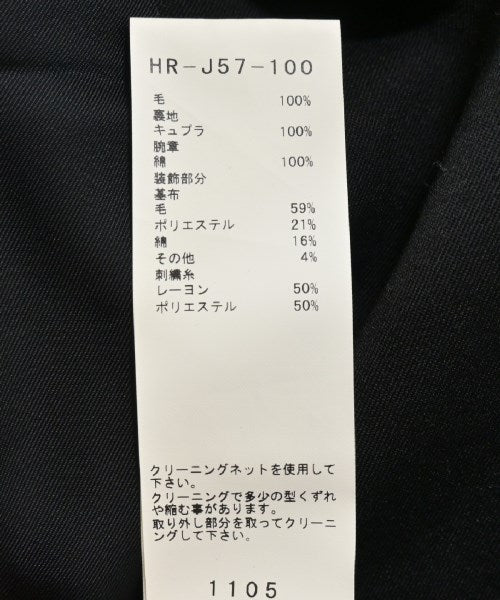 HR-J57-100
毛 100%
裏地
キュプラ 100%
腕章
綿 100%
装飾部分
基布
毛 59%
ポリエステル 21%
綿 16%
その他 4%
刺繍糸
レーヨン 50%
ポリエステル 50%
クリーニングネットを使用して
下さい。
クリーニングで多少の型くずれ
や縮む事があります。
取り外し部分を取ってクリーニ
ングして下さい。
1105